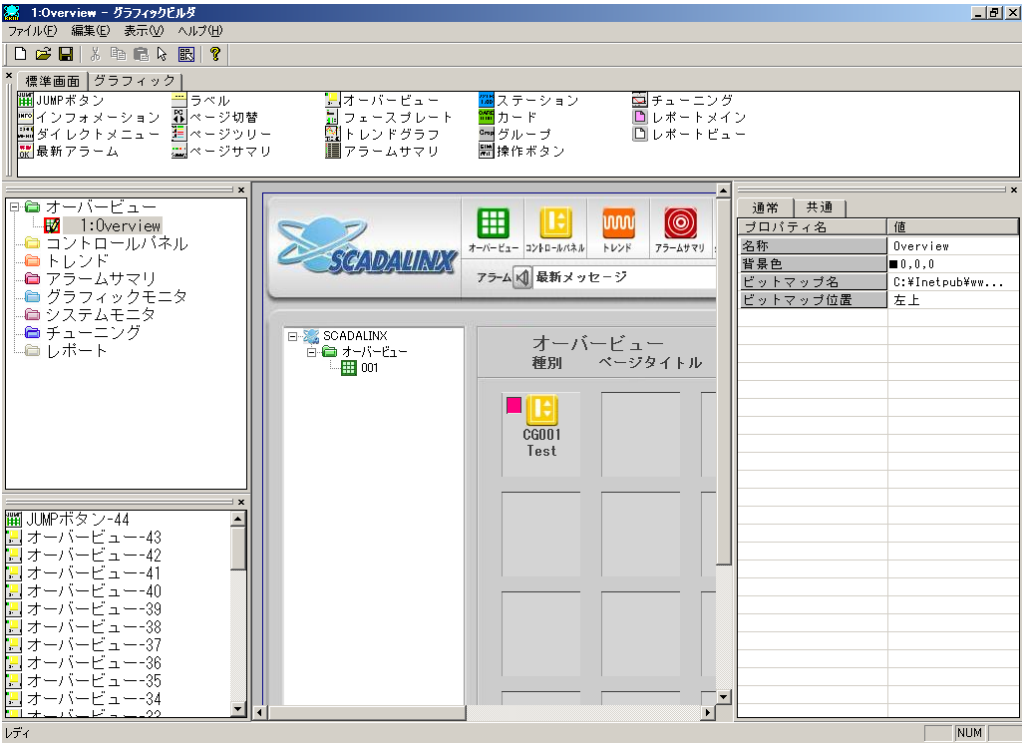 1:Overview - グラフィックビルダ
ファイル(F) 編集(E) 表示(V) ヘルプ(H)
標準画面 グラフィック
JUMPボタン ラベル オーバービュー ステーション チューニング
インフォメーション ページ切替 フェースプレート カード レポートメイン
ダイレクトメニュー ページツリー トレンドグラフ グループ レポートビュー
最新アラーム ページサマリ アラームサマリ 操作ボタン
オーバービュー
1:Overview
コントロールパネル
トレンド
アラームサマリ
グラフィックモニタ
システムモニタ
チューニング
レポート
JUMPボタン-44
オーバービュー-43
オーバービュー-42
オーバービュー-41
オーバービュー-40
オーバービュー-39
オーバービュー-38
オーバービュー-37
オーバービュー-36
オーバービュー-35
オーバービュー-34
オーバービュー-33
SCADALINX
オーバービュー コントロールパネル トレンド アラームサマリ
アラーム 最新メッセージ
SCADALINX
オーバービュー
001
オーバービュー
種別 ページタイトル
CG001
Test
通常 共通
プロパティ名 値
名称 Overview
背景色 ■0,0,0
ビットマップ名 C:¥Inetpub¥ww...
ビットマップ位置 左上
レディ
NUM